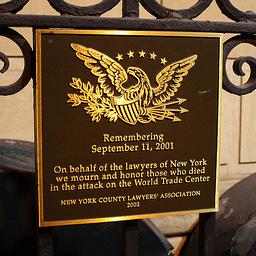 Remembering
September 11, 2001
On behalf of the lawyers of New York
we mourn and honor those who died
in the attack on the World Trade Center
NEW YORK COUNTY LAWYERS' ASSOCIATION
2002